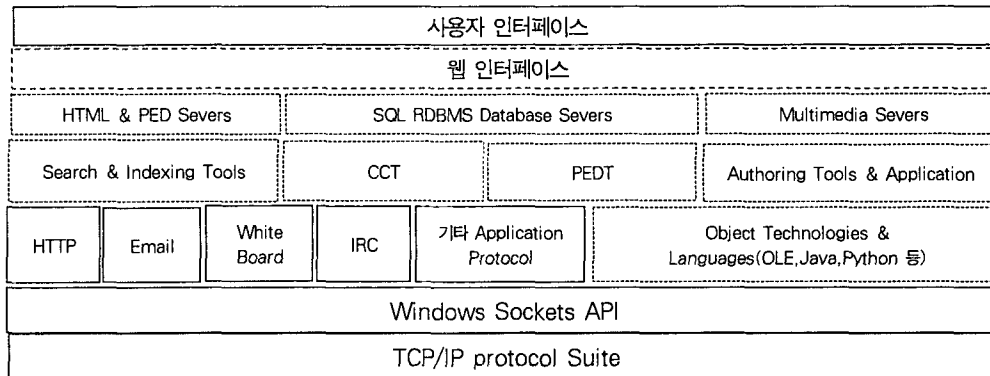 사용자 인터페이스
웹 인터페이스
HTML & PED Severs
SQL RDBMS Database Severs
Multimedia Severs
Search & Indexing Tools
CCT
PEDT
Authoring Tools & Application
HTTP
Email
White
Board
IRC
기타 Application
Protocol
Object Technologies &
Languages(OLE,Java,Python 등)
Windows Sockets API
TCP/IP protocol Suite